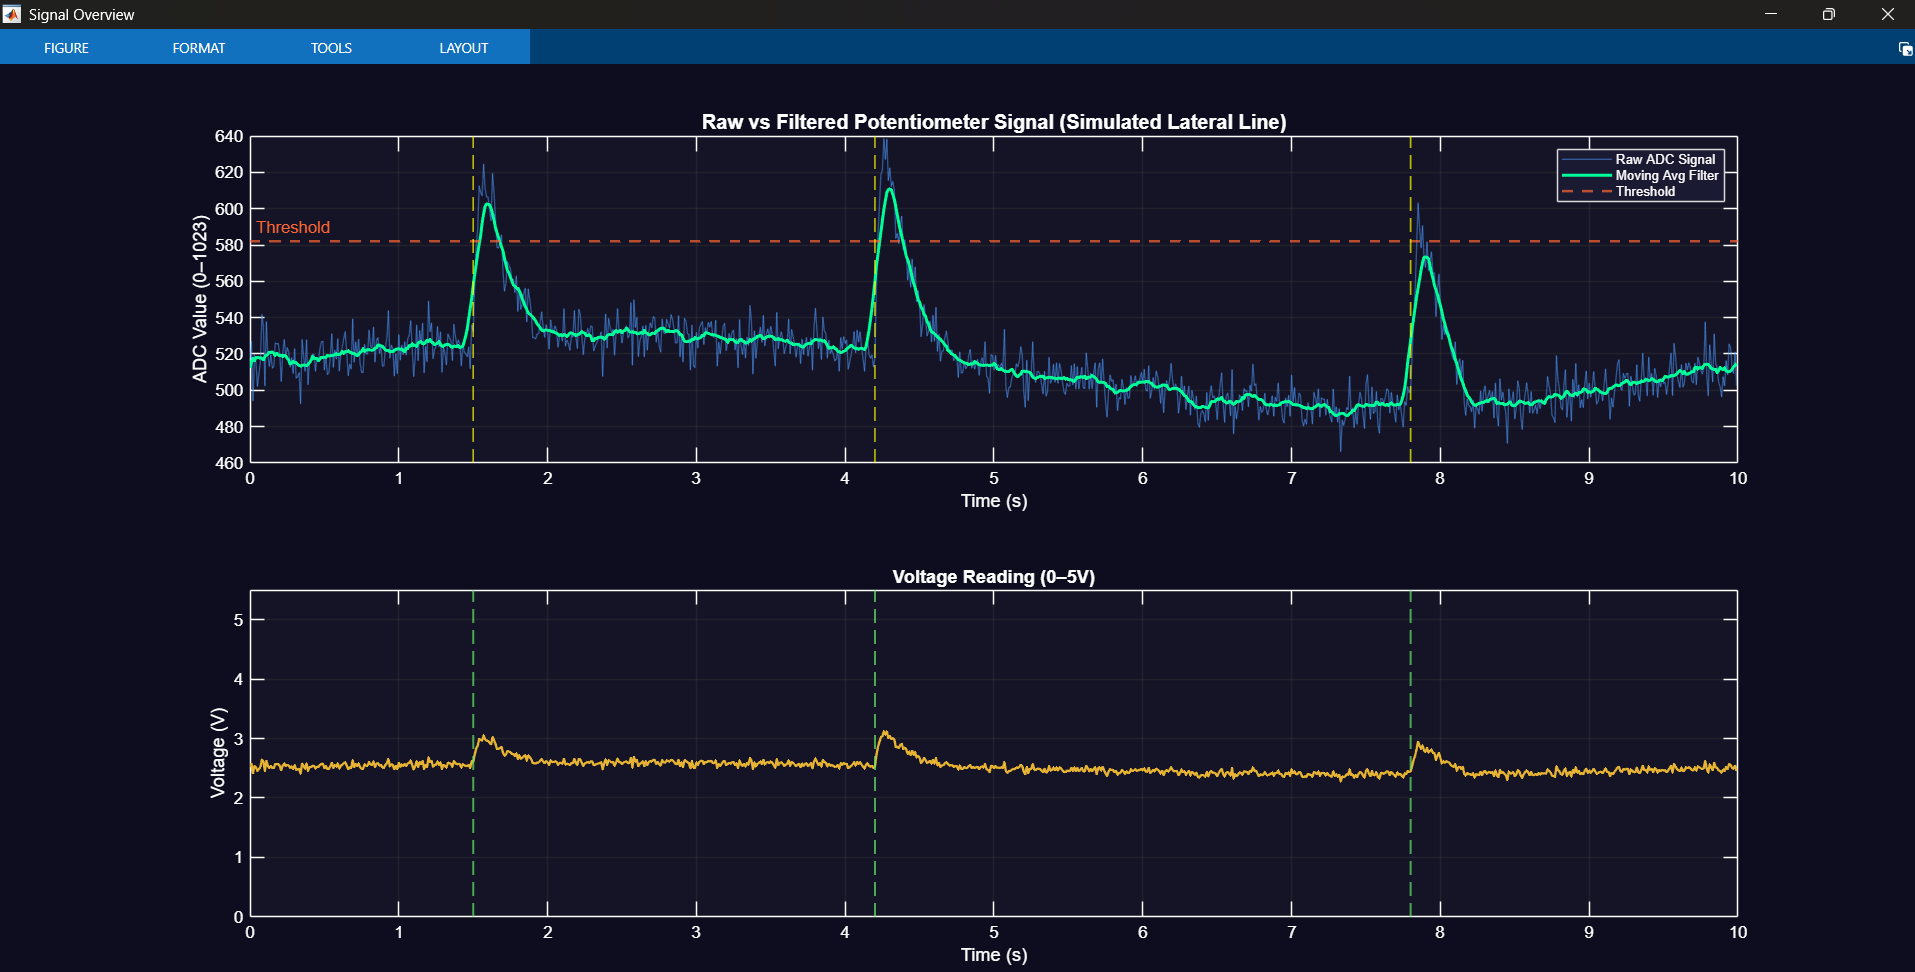 Signal Overview
FIGURE FORMAT TOOLS LAYOUT
Raw vs Filtered Potentiometer Signal (Simulated Lateral Line)
ADC Value (0–1023)
640
620
600
580
560
540
520
500
480
460
Threshold
Raw ADC Signal
Moving Avg Filter
Threshold
0 1 2 3 4 5 6 7 8 9 10
Time (s)
Voltage Reading (0–5V)
Voltage (V)
5
4
3
2
1
0
0 1 2 3 4 5 6 7 8 9 10
Time (s)